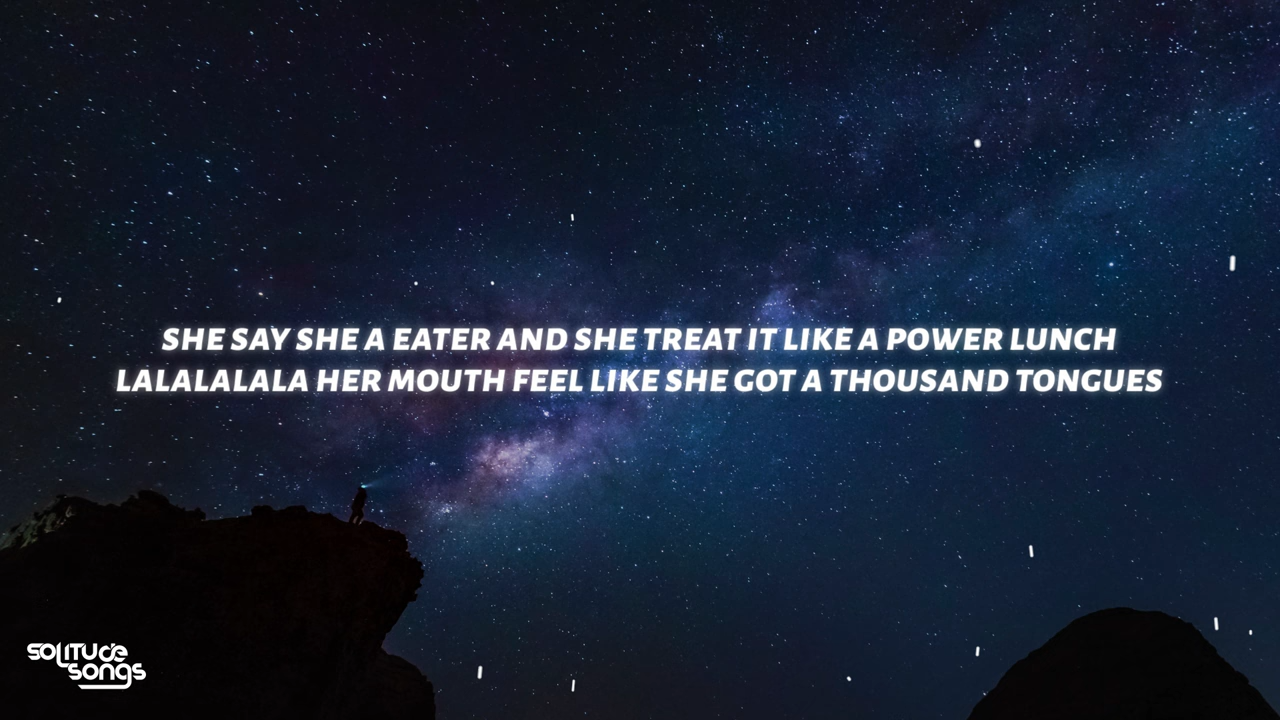 SHE SAY SHE A EATER AND SHE TREAT IT LIKE A POWER LUNCH
LALALALALA HER MOUTH FEEL LIKE SHE GOT A THOUSAND TONGUES
solitude
songs